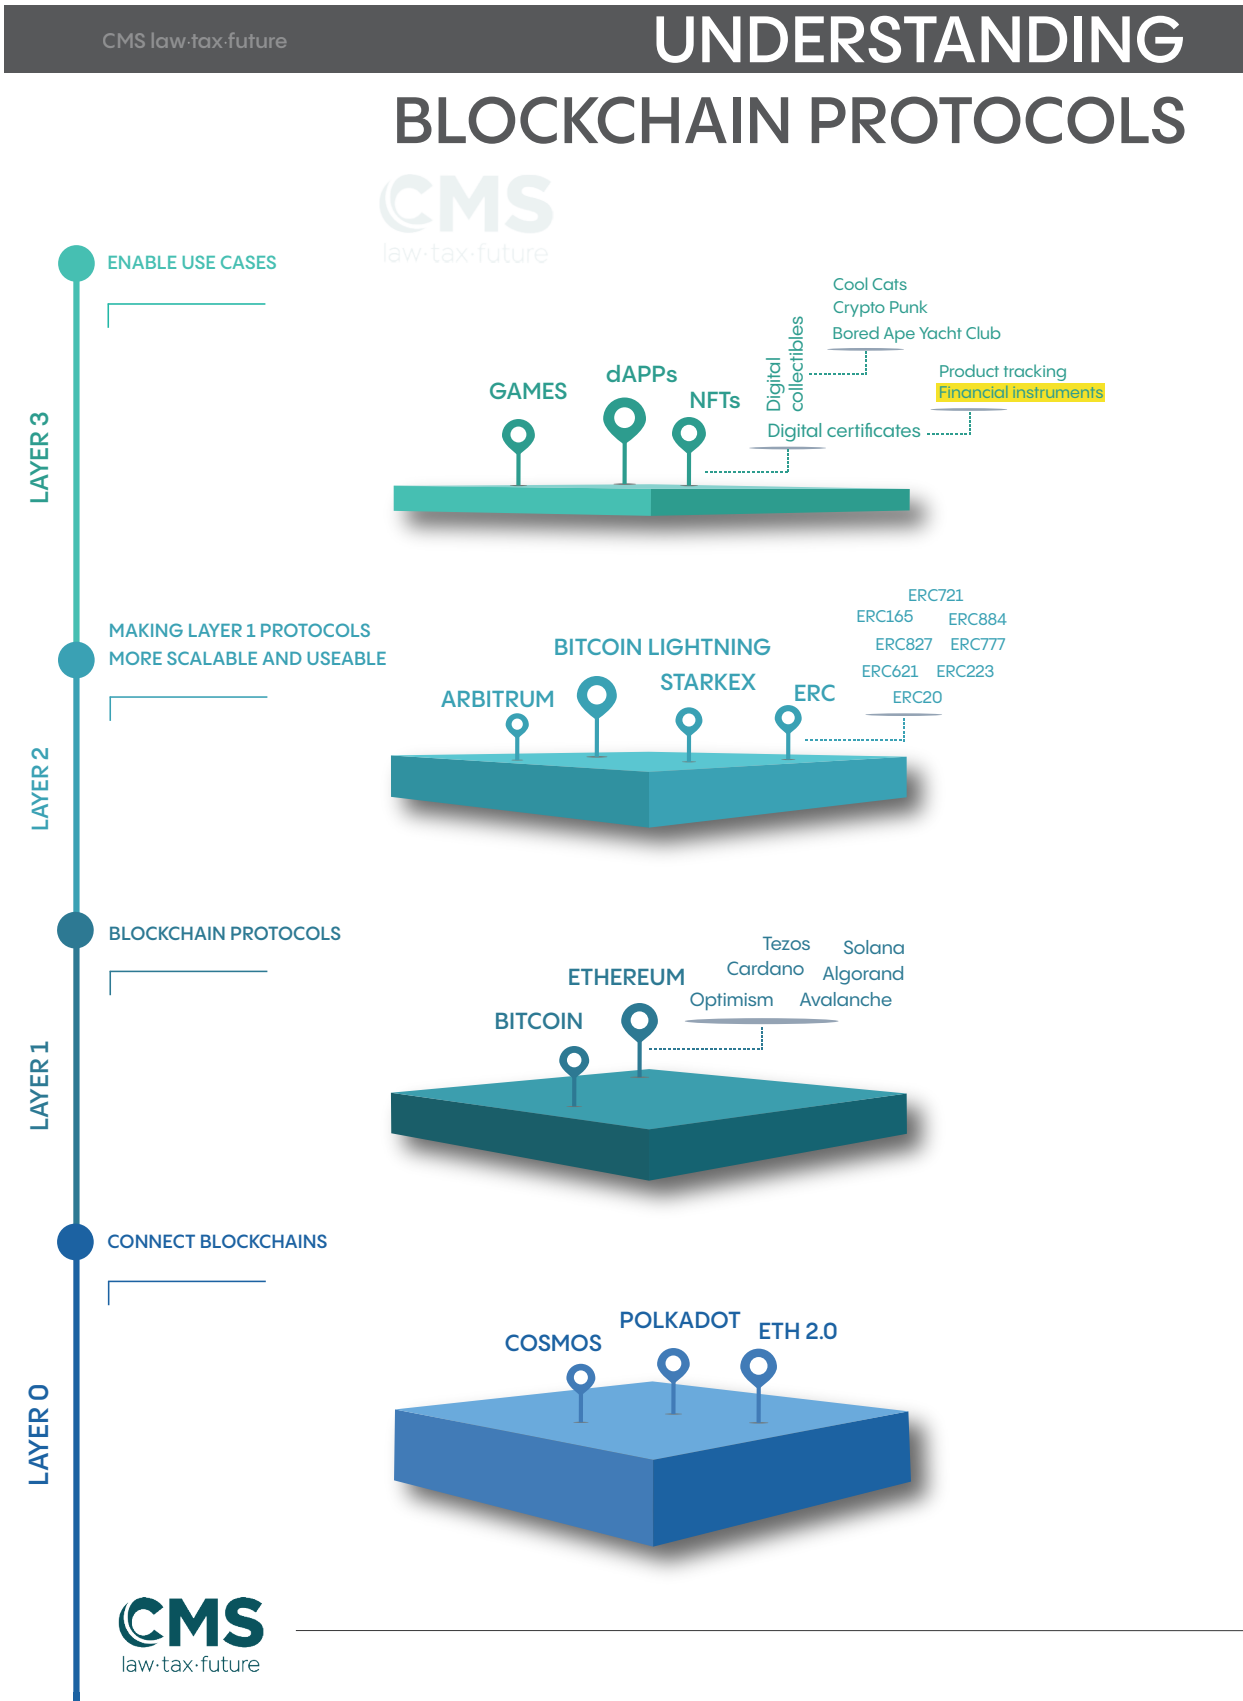 CMS law·tax·future
UNDERSTANDING
BLOCKCHAIN PROTOCOLS
CMS
law·tax·future
ENABLE USE CASES
LAYER 3
GAMES
dAPPs
NFTs
Digital
collectibles
Cool Cats
Crypto Punk
Bored Ape Yacht Club
Digital certificates
Product tracking
Financial instruments
MAKING LAYER 1 PROTOCOLS
MORE SCALABLE AND USEABLE
LAYER 2
ARBITRUM
BITCOIN LIGHTNING
STARKEX
ERC
ERC721
ERC165 ERC884
ERC827 ERC777
ERC621 ERC223
ERC20
BLOCKCHAIN PROTOCOLS
LAYER 1
BITCOIN
ETHEREUM
Tezos Solana
Cardano Algorand
Optimism Avalanche
CONNECT BLOCKCHAINS
LAYER 0
COSMOS
POLKADOT
ETH 2.0
CMS
law·tax·future